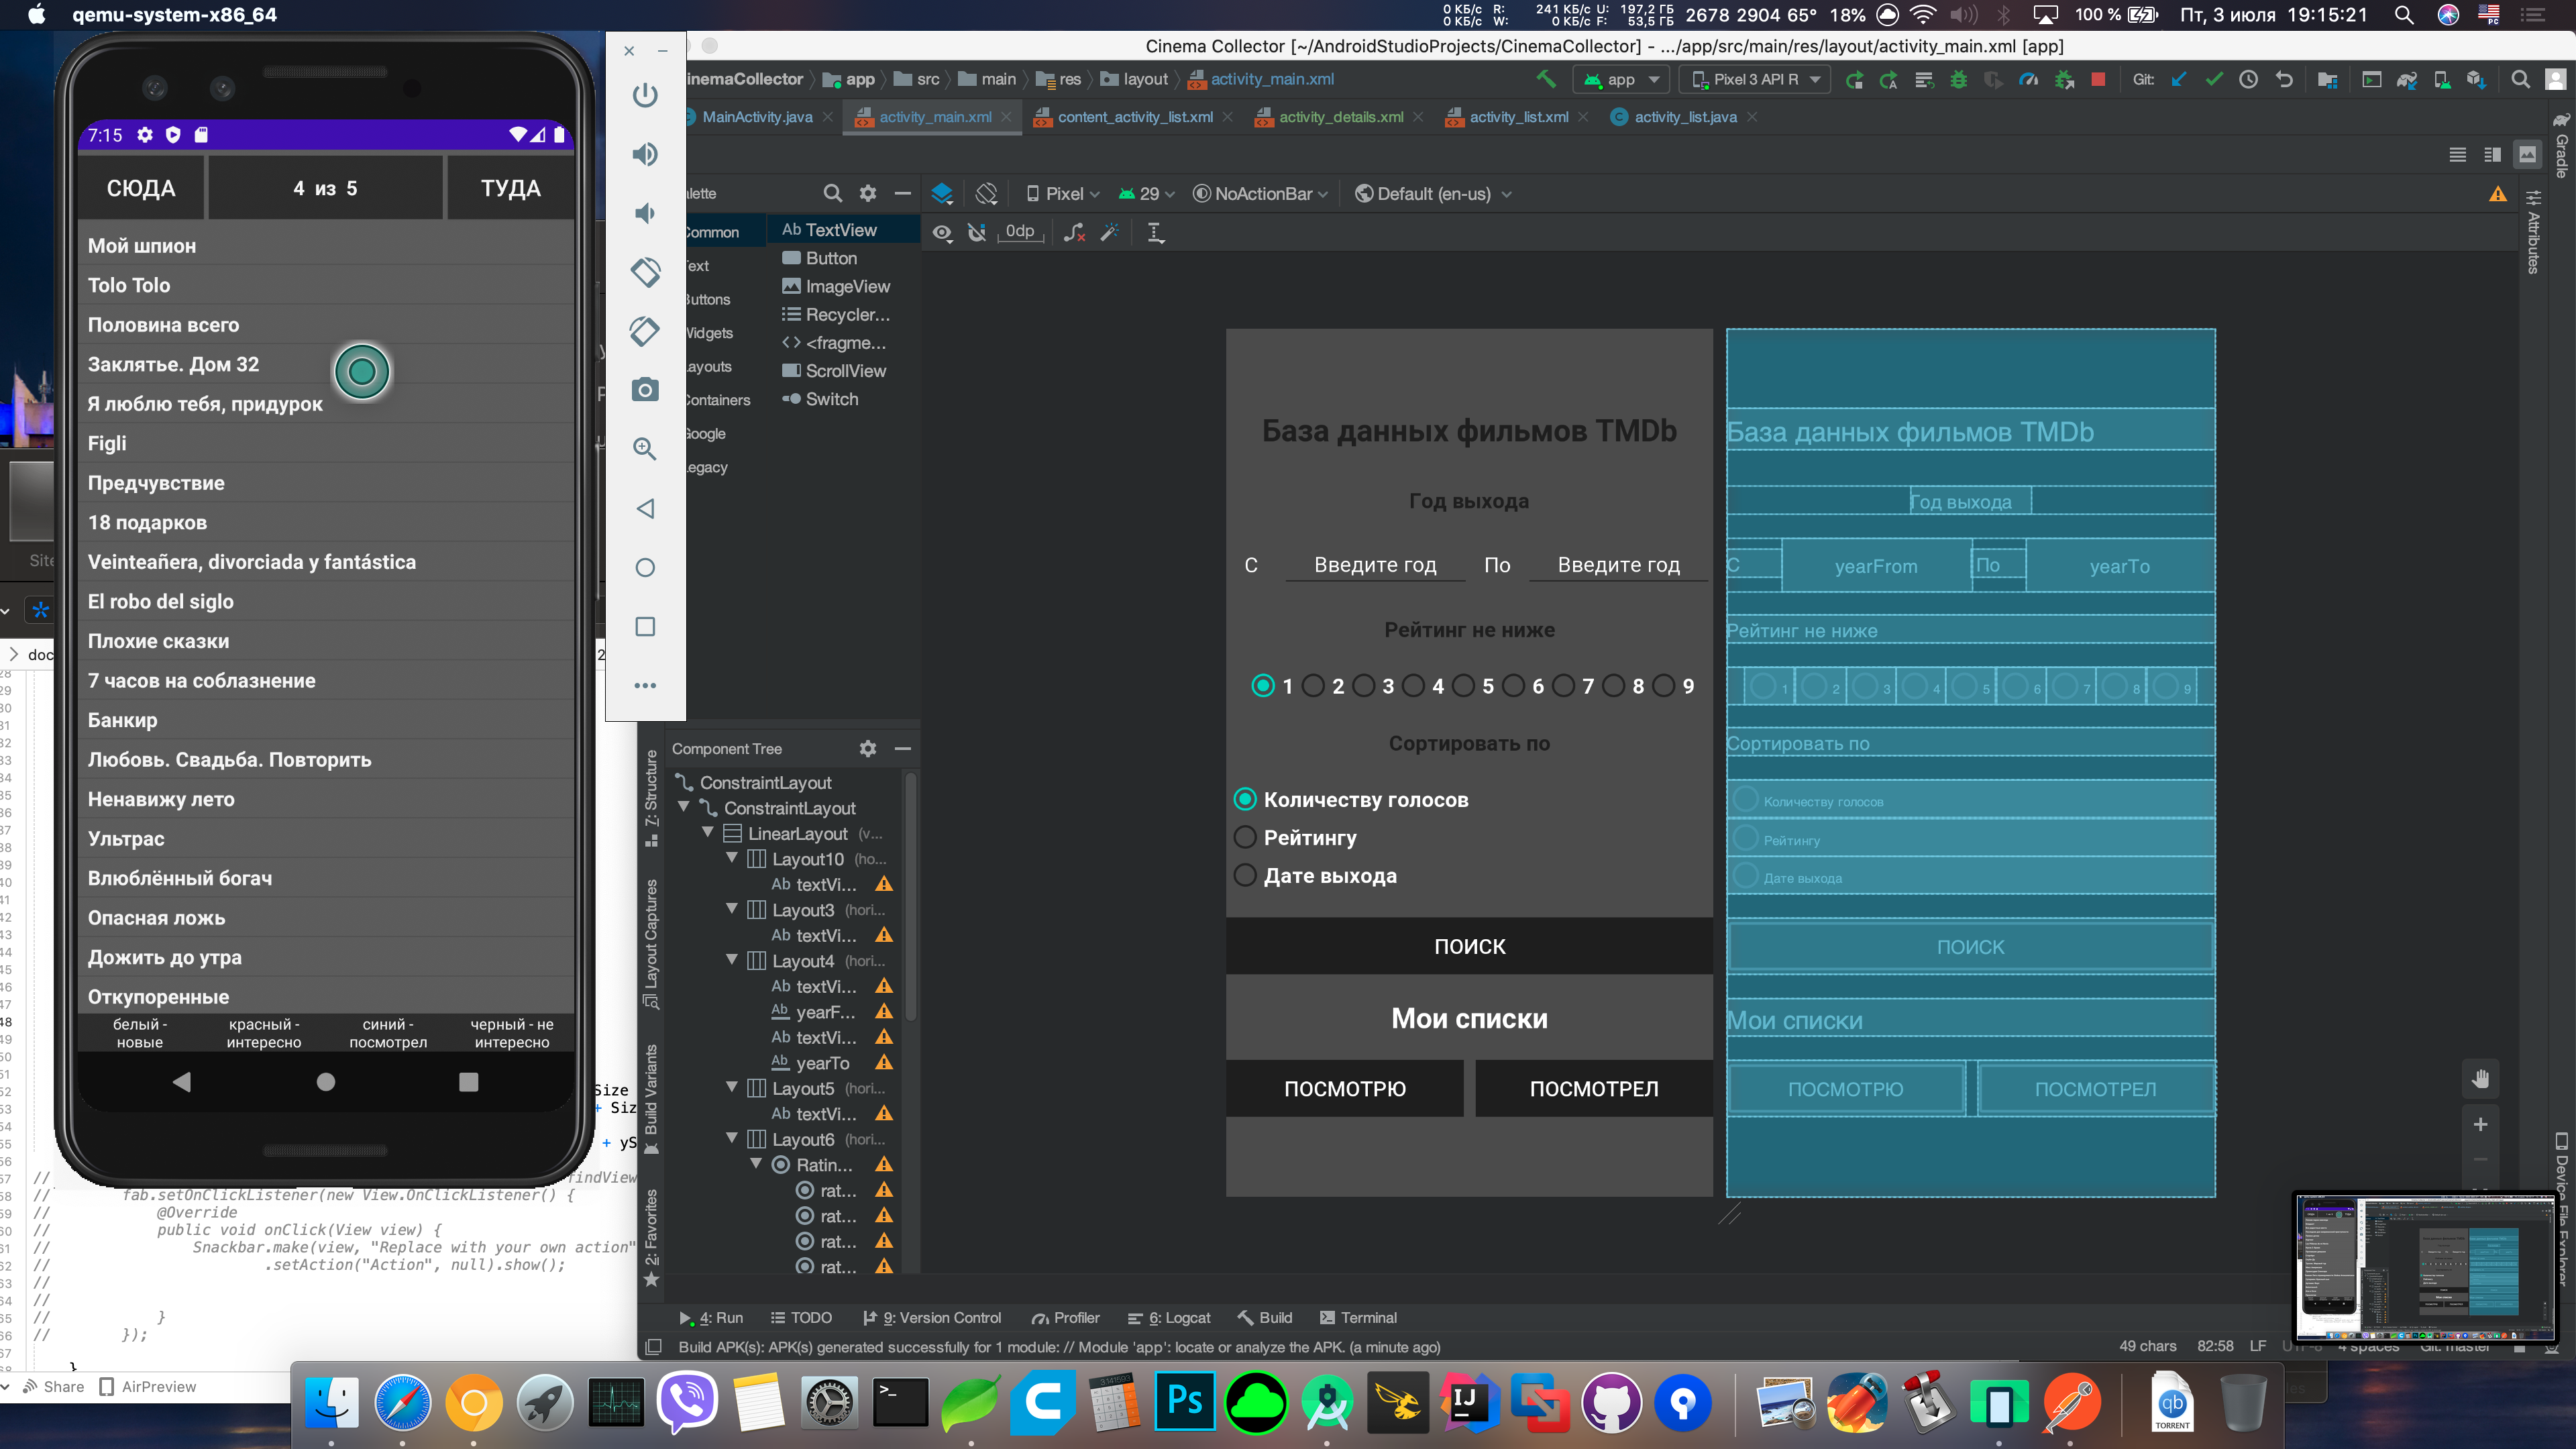 qemu-system-x86_64
0 КБ/с R: 241 КБ/с U: 197,2 ГБ
0 КБ/с W: 0 КБ/с F: 53,5 ГБ
2678 2904 65° 18% 100 % Пт, 3 июля 19:15:21
Cinema Collector [~/AndroidStudioProjects/CinemaCollector] - .../app/src/main/res/layout/activity_main.xml [app]
inemaCollector app src main res layout activity_main.xml
app Pixel 3 API R Git:
MainActivity.java activity_main.xml content_activity_list.xml activity_details.xml activity_list.xml activity_list.java
Gradle
Attributes
lette
Pixel 29 NoActionBar Default (en-us)
0dp
Common
Text
Buttons
Widgets
Layouts
Containers
Google
Legacy
Ab TextView
Button
ImageView
Recycler...
<fragme...
ScrollView
Switch
7:15
СЮДА 4 из 5 ТУДА
Мой шпион
Tolo Tolo
Половина всего
Заклятье. Дом 32
Я люблю тебя, придурок
Figli
Предчувствие
18 подарков
Veinteañera, divorciada y fantástica
El robo del siglo
Плохие сказки
7 часов на соблазнение
Банкир
Любовь. Свадьба. Повторить
Ненавижу лето
Ультрас
Влюблённый богач
Опасная ложь
Дожить до утра
Откупоренные
белый - новые
красный - интересно
синий - посмотрел
черный - не интересно
База данных фильмов TMDb
Год выхода
С Введите год По Введите год
Рейтинг не ниже
1 2 3 4 5 6 7 8 9
Сортировать по
Количеству голосов
Рейтингу
Дате выхода
ПОИСК
Мои списки
ПОСМОТРЮ ПОСМОТРЕЛ
База данных фильмов TMDb
Год выхода
С yearFrom По yearTo
Рейтинг не ниже
1 2 3 4 5 6 7 8 9
Сортировать по
Количеству голосов
Рейтингу
Дате выхода
ПОИСК
Мои списки
ПОСМОТРЮ ПОСМОТРЕЛ
Component Tree
ConstraintLayout
ConstraintLayout
LinearLayout (v...
Layout10 (ho...
Ab textVi...
Layout3 (hori...
Ab textVi...
Layout4 (hori...
Ab textVi...
Ab yearF...
Ab textVi...
Ab yearTo
Layout5 (hori...
Ab textVi...
Layout6 (hori...
Ratin...
rat...
rat...
rat...
rat...
7: Structure
Layout Captures
Build Variants
2: Favorites
Device File Explorer
Site
doc
Size
+ Siz
+ yS
indView
// fab.setOnClickListener(new View.OnClickListener() {
// @Override
// public void onClick(View view) {
// Snackbar.make(view, "Replace with your own action"
// .setAction("Action", null).show();
//
//
// }
// });
}
4: Run TODO 9: Version Control Profiler 6: Logcat Build Terminal
Build APK(s): APK(s) generated successfully for 1 module: // Module 'app': locate or analyze the APK. (a minute ago)
49 chars 82:58 LF UTF-8 4 spaces Git: master
Share AirPreview
3.141593
Ps
IJ
qb
TORRENT